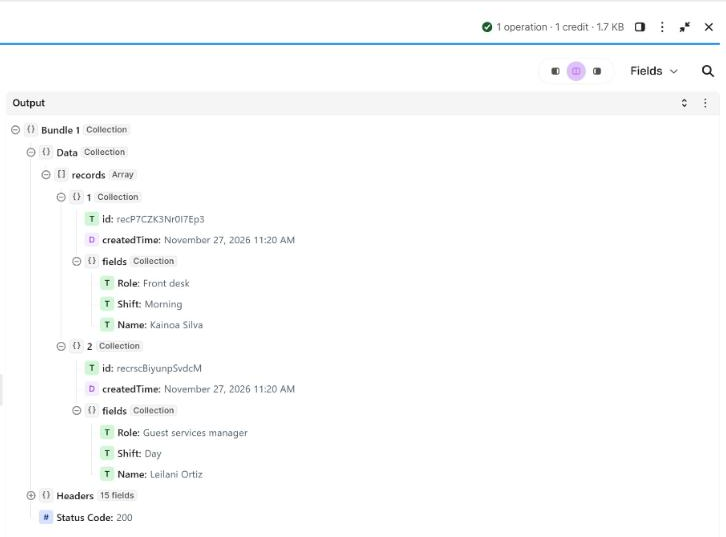 1 operation · 1 credit · 1.7 KB
Fields
Output
{} Bundle 1 Collection
{} Data Collection
[] records Array
{} 1 Collection
T id: recP7CZK3Nr0I7Ep3
D createdTime: November 27, 2026 11:20 AM
{} fields Collection
T Role: Front desk
T Shift: Morning
T Name: Kainoa Silva
{} 2 Collection
T id: recrscBiyunpSvdcM
D createdTime: November 27, 2026 11:20 AM
{} fields Collection
T Role: Guest services manager
T Shift: Day
T Name: Leilani Ortiz
{} Headers 15 fields
# Status Code: 200